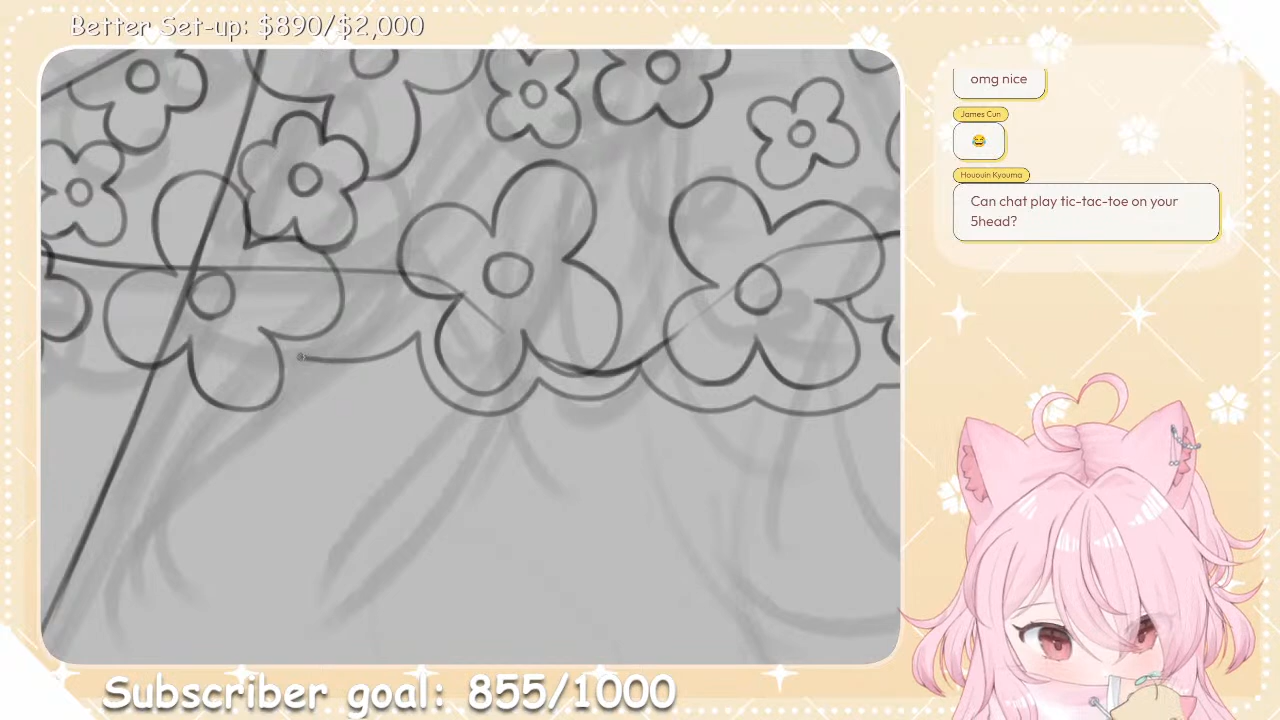 Better Set-up: $890/$2,000
omg nice
James Cun
😂
Hououin Kyouma
Can chat play tic-tac-toe on your
5head?
Subscriber goal: 855/1000